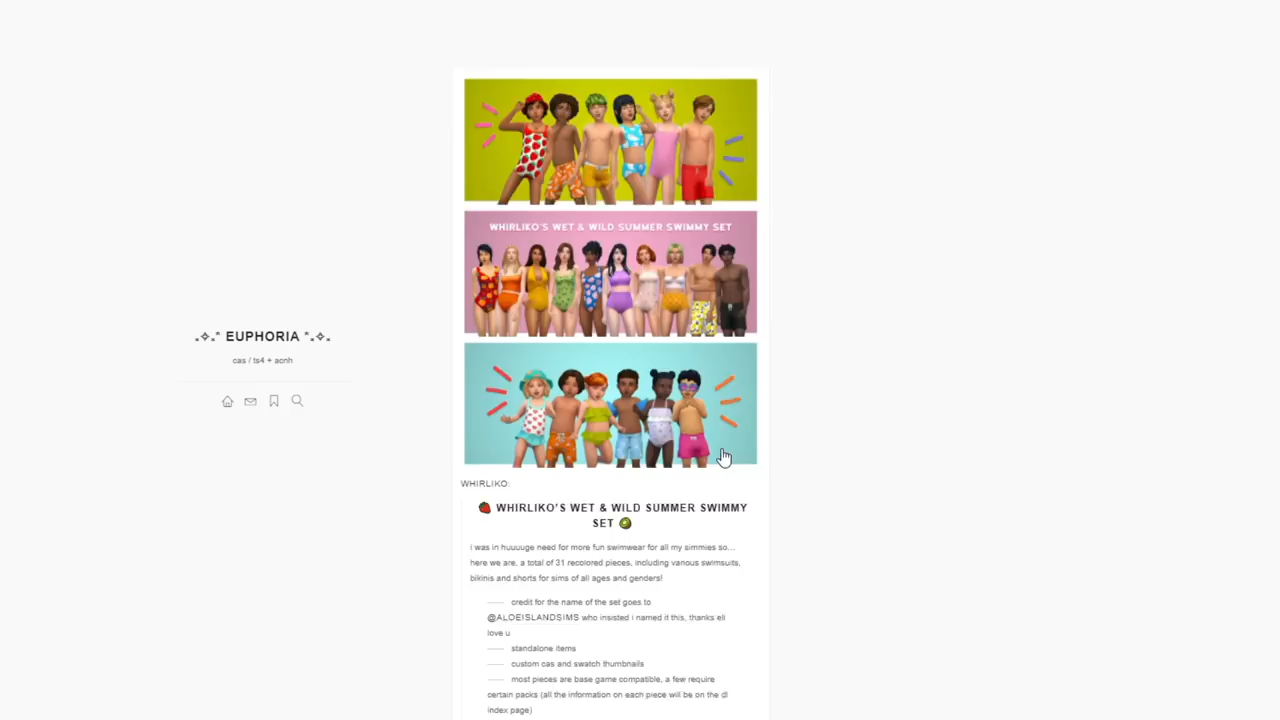 WHIRLIKO'S WET & WILD SUMMER SWIMMY SET
.✧.* EUPHORIA *.✧.
cas / ts4 + acnh
WHIRLIKO:
🍓 WHIRLIKO'S WET & WILD SUMMER SWIMMY
SET 🥝
i was in huuuuge need for more fun swimwear for all my simmies so…
here we are, a total of 31 recolored pieces, including various swimsuits,
bikinis and shorts for sims of all ages and genders!
credit for the name of the set goes to
@ALOEISLANDSIMS who insisted i named it this, thanks eli
love u
standalone items
custom cas and swatch thumbnails
most pieces are base game compatible, a few require
certain packs (all the information on each piece will be on the dl
index page)